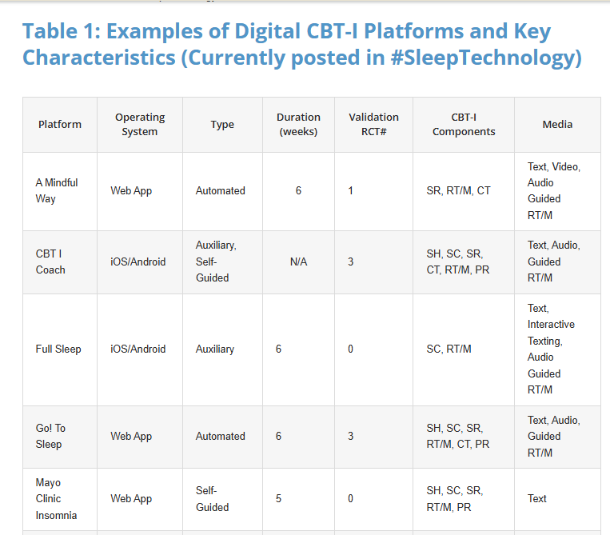 Table 1: Examples of Digital CBT-I Platforms and Key
Characteristics (Currently posted in #SleepTechnology)
Platform
Operating
System
Type
Duration
(weeks)
Validation
RCT#
CBT-I
Components
Media
A Mindful
Way
Web App
Automated
6
1
SR, RT/M, CT
Text, Video,
Audio
Guided
RT/M
CBT I
Coach
iOS/Android
Auxiliary,
Self-
Guided
N/A
3
SH, SC, SR,
CT, RT/M, PR
Text, Audio,
Guided
RT/M
Full Sleep
iOS/Android
Auxiliary
6
0
SC, RT/M
Text,
Interactive
Texting,
Audio
Guided
RT/M
Go! To
Sleep
Web App
Automated
6
3
SH, SC, SR,
RT/M, CT, PR
Text, Audio,
Guided
RT/M
Mayo
Clinic
Insomnia
Web App
Self-
Guided
5
0
SH, SC, SR,
RT/M, PR
Text